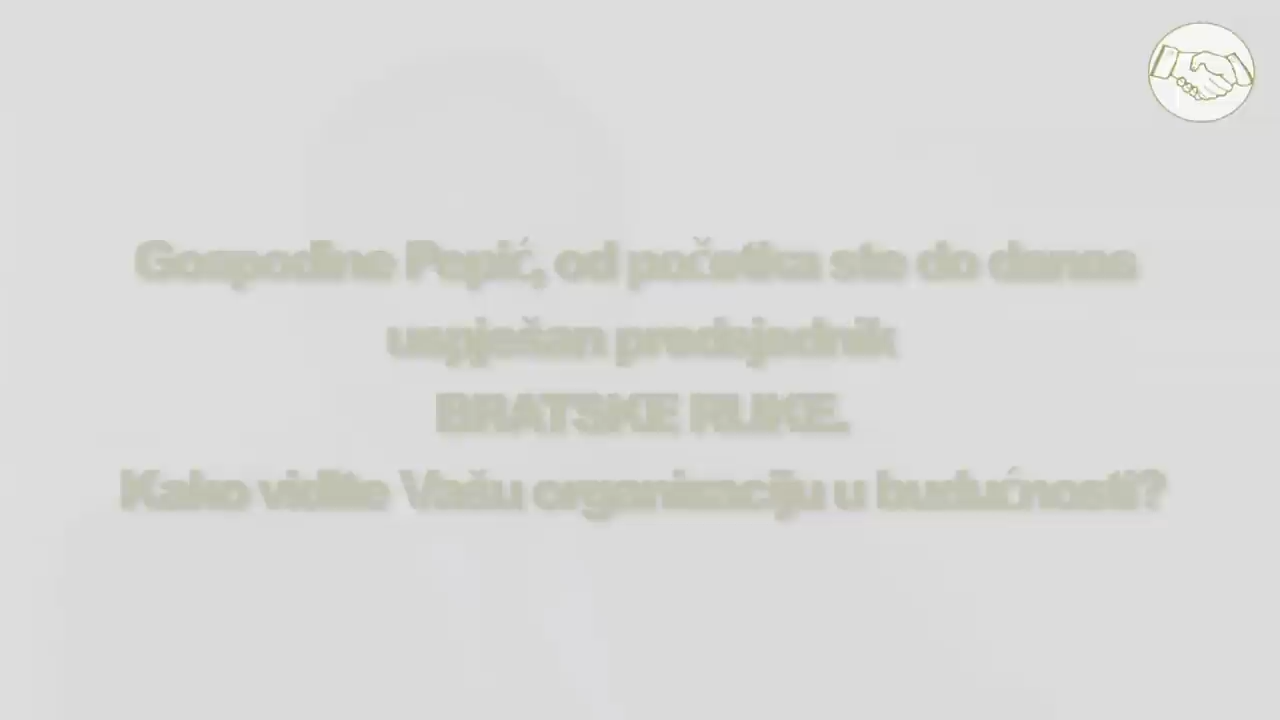 Gospodine Pepić, od početka ste do danas
uspješan predsjednik
BRATSKE RUKE.
Kako vidite Vašu organizaciju u budućnosti?